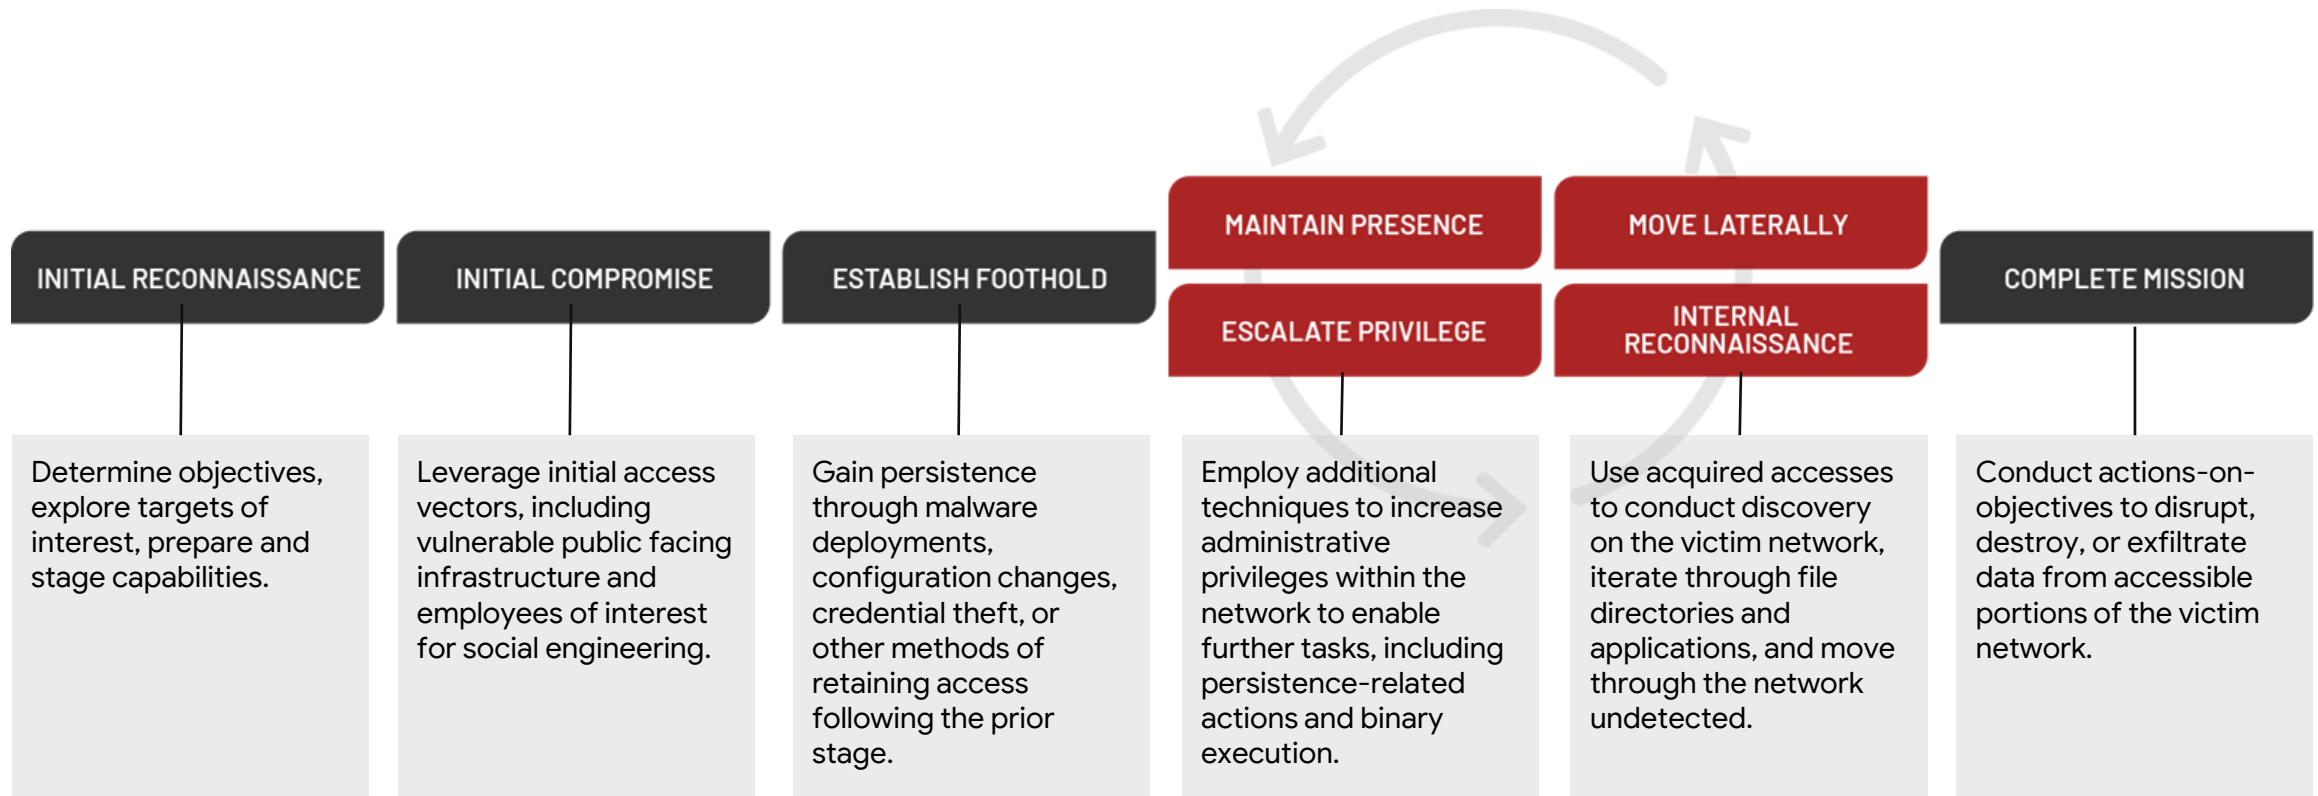 INITIAL RECONNAISSANCE
INITIAL COMPROMISE
ESTABLISH FOOTHOLD
MAINTAIN PRESENCE
MOVE LATERALLY
ESCALATE PRIVILEGE
INTERNAL
RECONNAISSANCE
COMPLETE MISSION
Determine objectives,
explore targets of
interest, prepare and
stage capabilities.
Leverage initial access
vectors, including
vulnerable public facing
infrastructure and
employees of interest
for social engineering.
Gain persistence
through malware
deployments,
configuration changes,
credential theft, or
other methods of
retaining access
following the prior
stage.
Employ additional
techniques to increase
administrative
privileges within the
network to enable
further tasks, including
persistence-related
actions and binary
execution.
Use acquired accesses
to conduct discovery
on the victim network,
iterate through file
directories and
applications, and move
through the network
undetected.
Conduct actions-on-
objectives to disrupt,
destroy, or exfiltrate
data from accessible
portions of the victim
network.